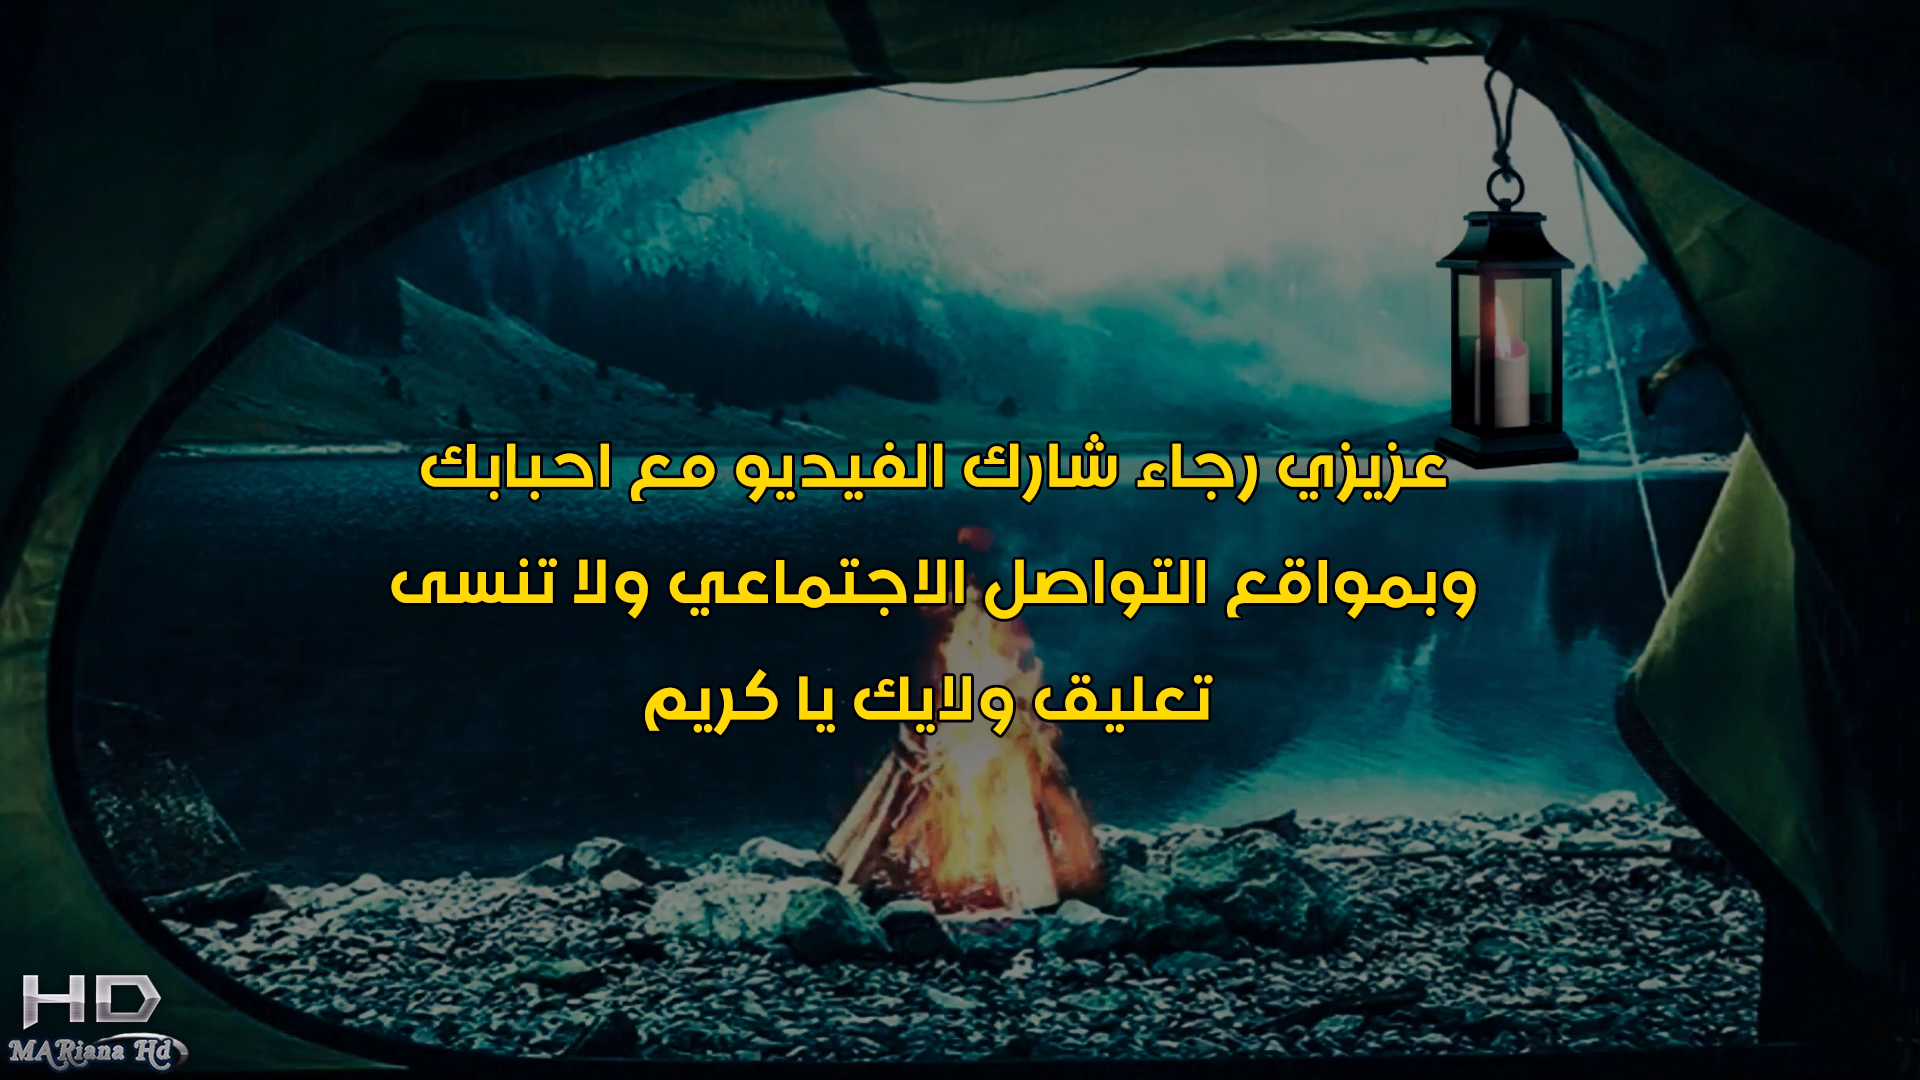 عزيزي رجاء شارك الفيديو مع احبابك
وبمواقع التواصل الاجتماعي ولا تنسى
تعليق ولايك يا كريم
HD
MARiana Hd